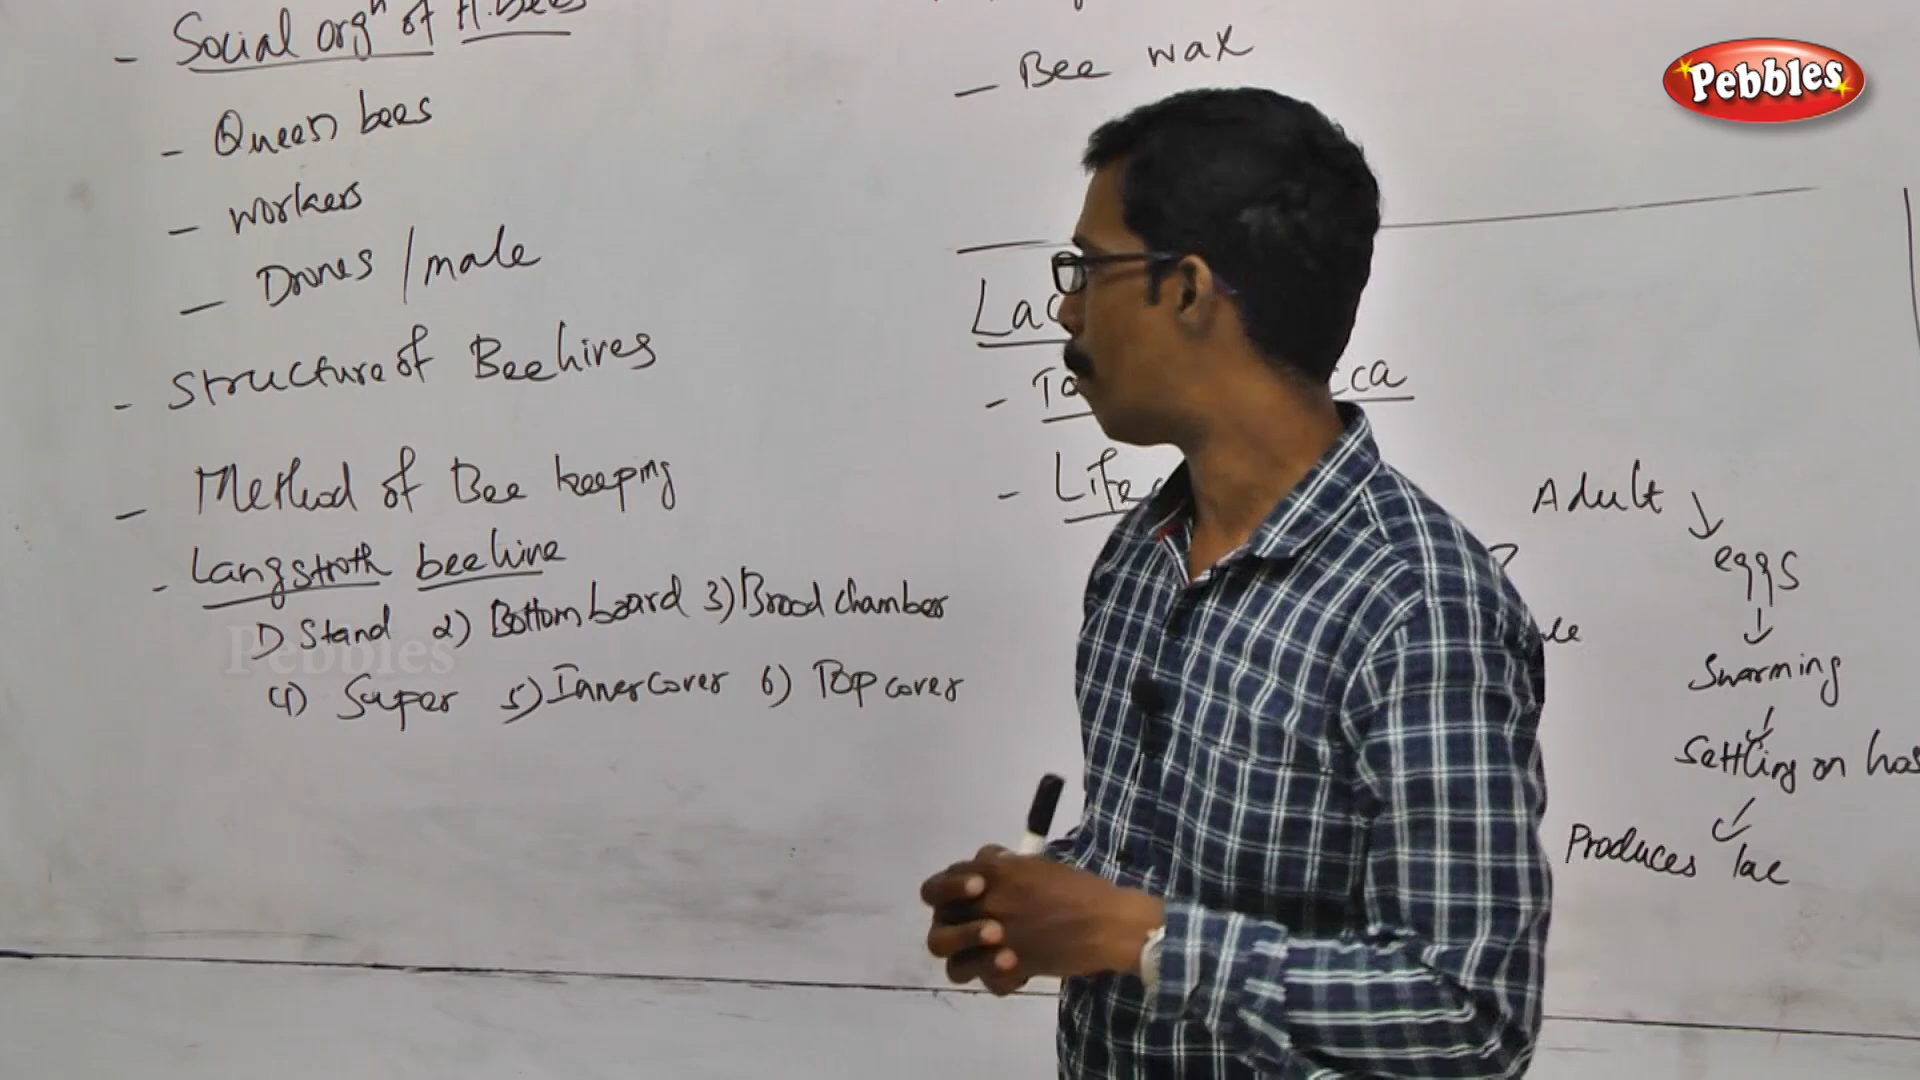 - Social orgⁿ of H.Bees
- Queen bees
- workers
- Drones / male
- Structure of Beehives
- Method of Bee keeping
- Langstroth beehive
1) Stand 2) Bottom board 3) Brood chamber
4) Super 5) Inner cover 6) Top cover
Pebbles
- Bee wax
Pebbles
Adult
eggs
Swarming
Settling on
Produces lac